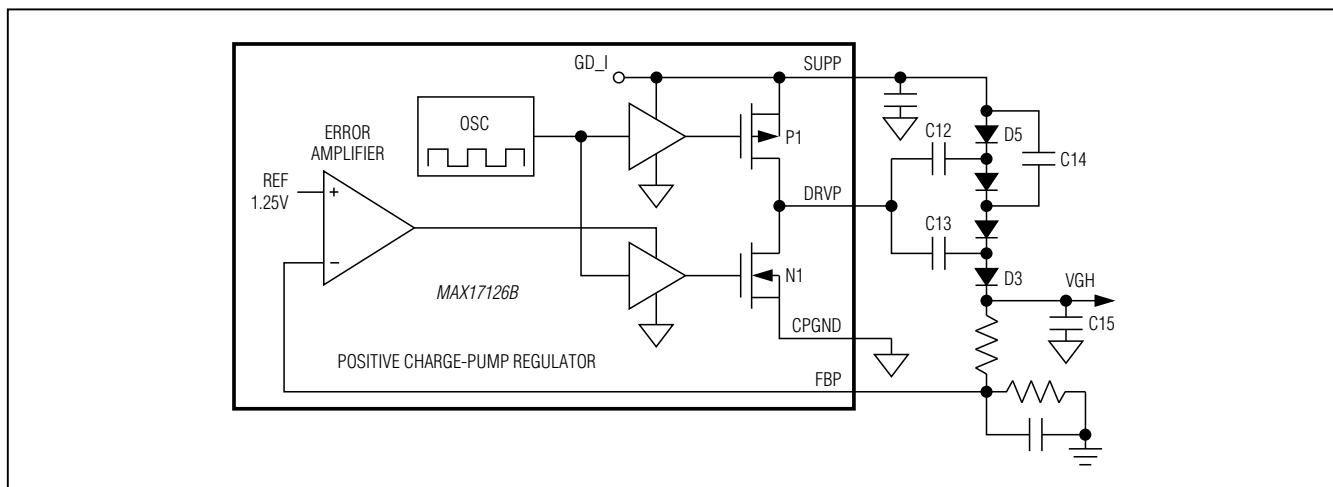 GD_I
SUPP
OSC
ERROR
AMPLIFIER
REF
1.25V
+
−
P1
C12
D5
C14
DRVP
C13
MAX17126B
N1
D3
VGH
C15
CPGND
POSITIVE CHARGE-PUMP REGULATOR
FBP